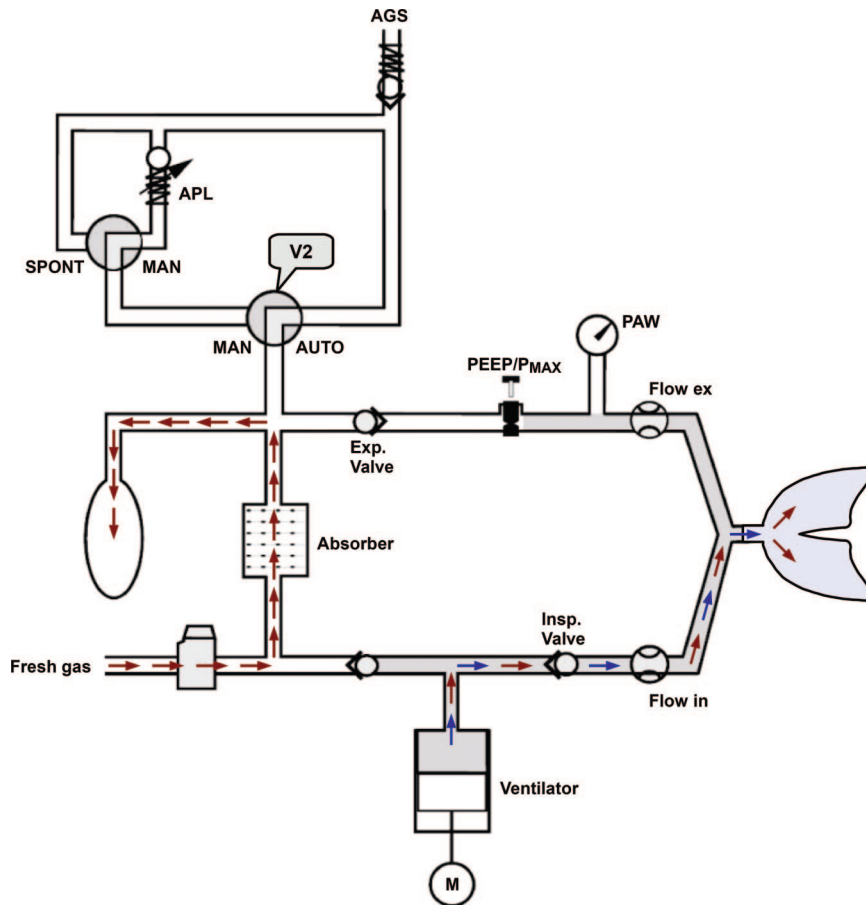 AGS
APL
SPONT
MAN
V2
MAN
AUTO
PAW
PEEP/PMAX
Flow ex
Exp.
Valve
Absorber
Insp.
Valve
Fresh gas
Flow in
Ventilator
M